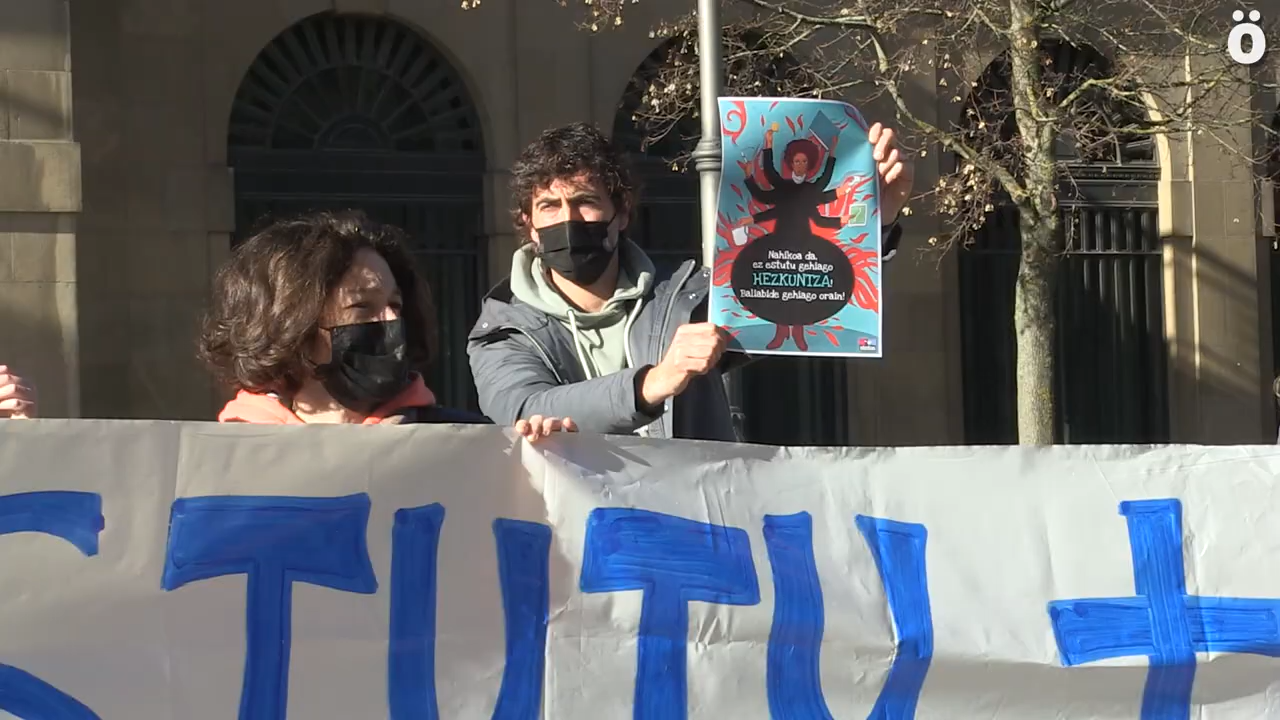 ö
Nahikoa da,
ez estutu gehiago
HEZKUNTZA!
Baliabide gehiago orain!
STUTU +